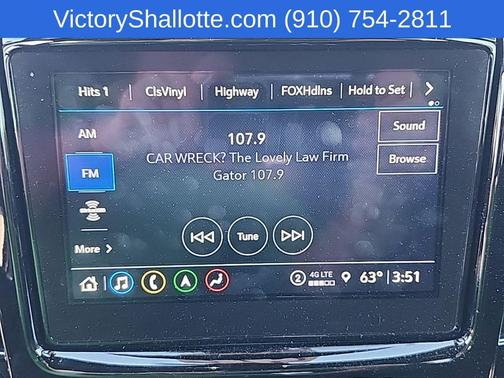 VictoryShallotte.com (910) 754-2811
Hits 1 ClsVinyl Highway FOXHdlns Hold to Set
AM
107.9
Sound
CAR WRECK? The Lovely Law Firm
Browse
FM
Gator 107.9
Tune
More
2 4G LTE 63° 3:51